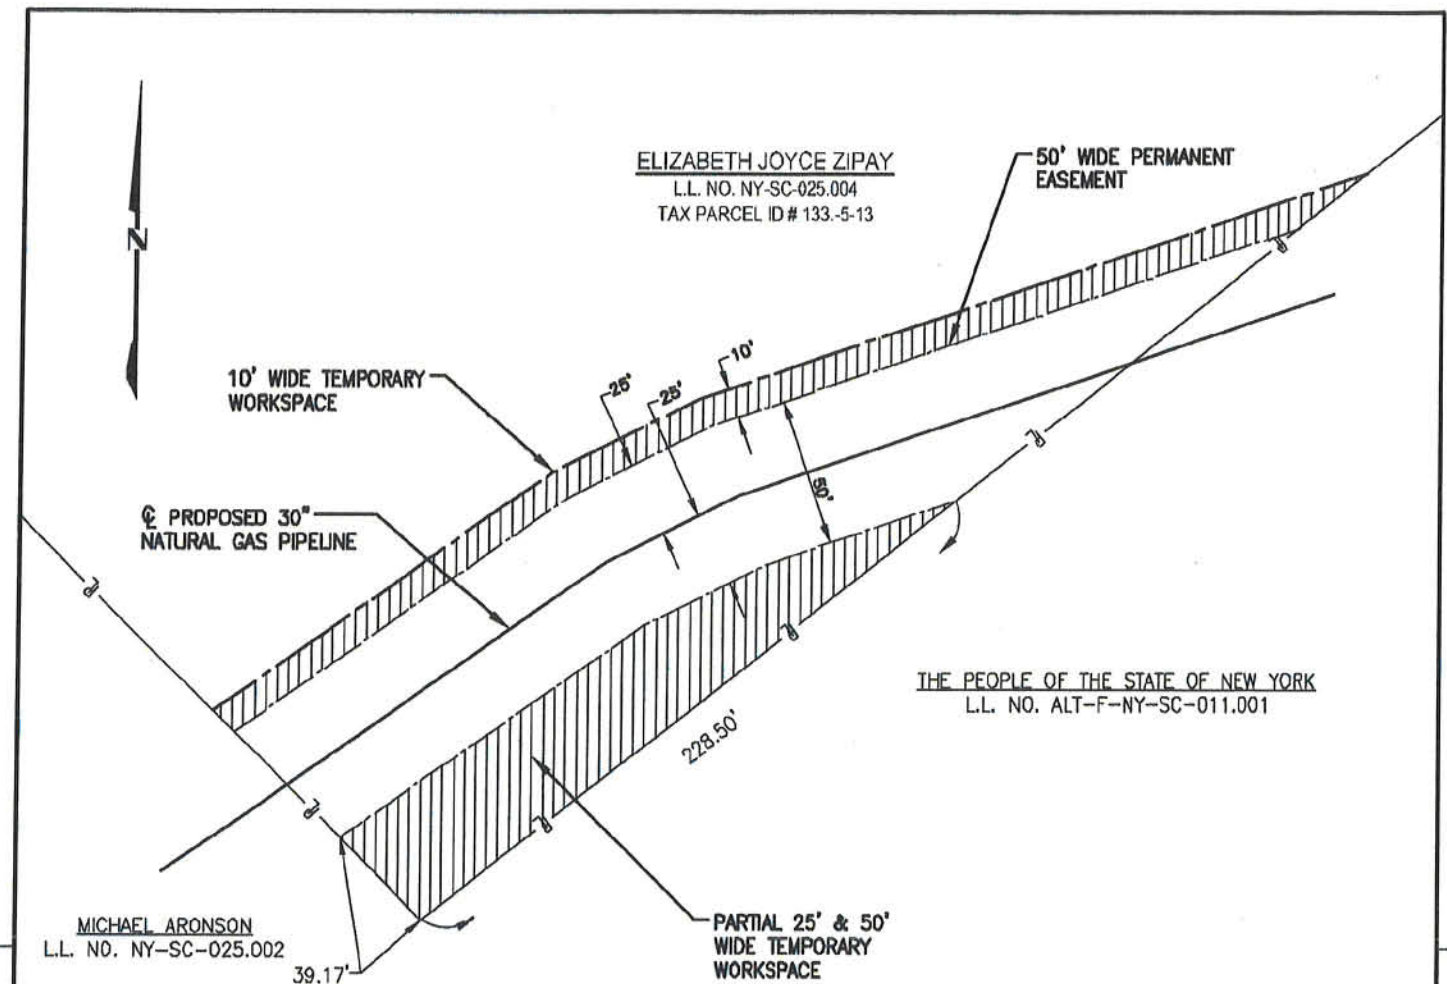 ELIZABETH JOYCE ZIPAY
L.L. NO. NY-SC-025.004
TAX PARCEL ID # 133.-5-13
50' WIDE PERMANENT
EASEMENT
N
10' WIDE TEMPORARY
WORKSPACE
10'
25'
25'
50'
℄ PROPOSED 30"
NATURAL GAS PIPELINE
THE PEOPLE OF THE STATE OF NEW YORK
L.L. NO. ALT-F-NY-SC-011.001
228.50'
MICHAEL ARONSON
L.L. NO. NY-SC-025.002
39.17'
PARTIAL 25' & 50'
WIDE TEMPORARY
WORKSPACE